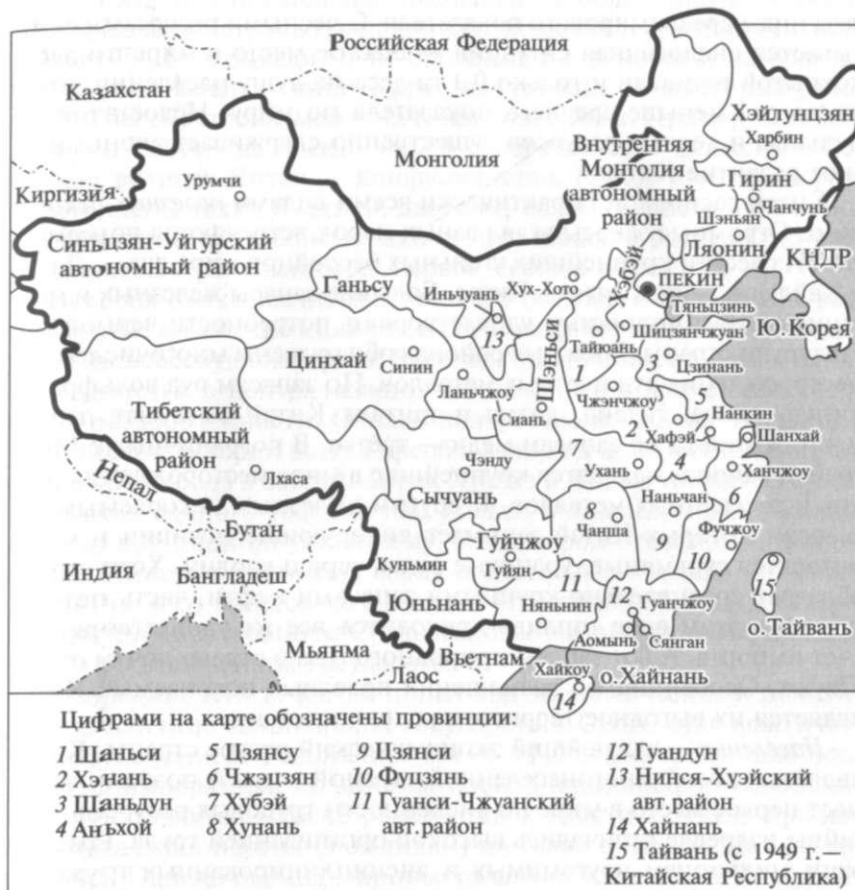 Российская Федерация
Казахстан
Хэйлунцзян
Харбин
Монголия
Внутренняя
Монголия
автономный
район
Гирин
Чанчунь
Киргизия
Урумчи
Шэньян
Ляонин
КНДР
Синьцзян-Уйгурский
автономный район
Ганьсу
Иньчуань
Хух-Хото
Хэбэй
ПЕКИН
Тяньцзинь
Ю. Корея
13
Шэньси
Шицзячжуан
Тайюань
Цинхай
Синин
1
3
Цзинань
Ланьчжоу
Чжэнчжоу
5
Тибетский
автономный
район
Сиань
2
Нанкин
Хафэй
Шанхай
Непал
Лхаса
Чэнду
7
Ухань
4
Ханчжоу
Сычуань
Наньчан
6
Бутан
8
Чанша
Фучжоу
Индия
Бангладеш
Куньмин
Гуйчжоу
Гуйян
9
10
15
11
12
Гуанчжоу
Юньнань
Няньнин
о. Тайвань
Мьянма
Вьетнам
Аомынь
Сянган
Лаос
Хайкоу
о. Хайнань
14
Цифрами на карте обозначены провинции:
1 Шаньси
2 Хэнань
3 Шаньдун
4 Аньхой
5 Цзянсу
6 Чжэцзян
7 Хубэй
8 Хунань
9 Цзянси
10 Фуцзянь
11 Гуанси-Чжуанский
авт.район
12 Гуандун
13 Нинся-Хуэйский
авт.район
14 Хайнань
15 Тайвань (с 1949 г. -
Китайская Республика)